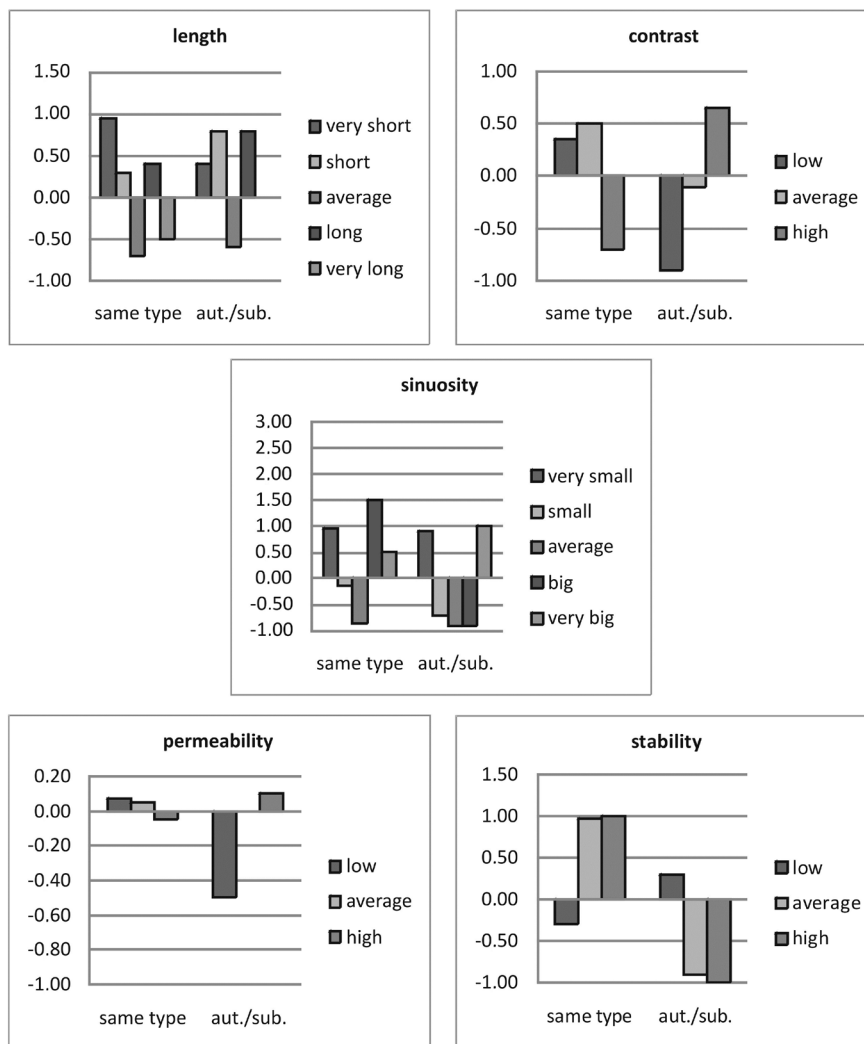 length
1.50
1.00
0.50
0.00
-0.50
-1.00
same type aut./sub.
very short
short
average
long
very long
contrast
1.00
0.50
0.00
-0.50
-1.00
same type aut./sub.
low
average
high
sinuosity
3.00
2.50
2.00
1.50
1.00
0.50
0.00
-0.50
-1.00
same type aut./sub.
very small
small
average
big
very big
permeability
0.20
0.00
-0.20
-0.40
-0.60
-0.80
-1.00
same type aut./sub.
low
average
high
stability
1.50
1.00
0.50
0.00
-0.50
-1.00
same type aut./sub.
low
average
high